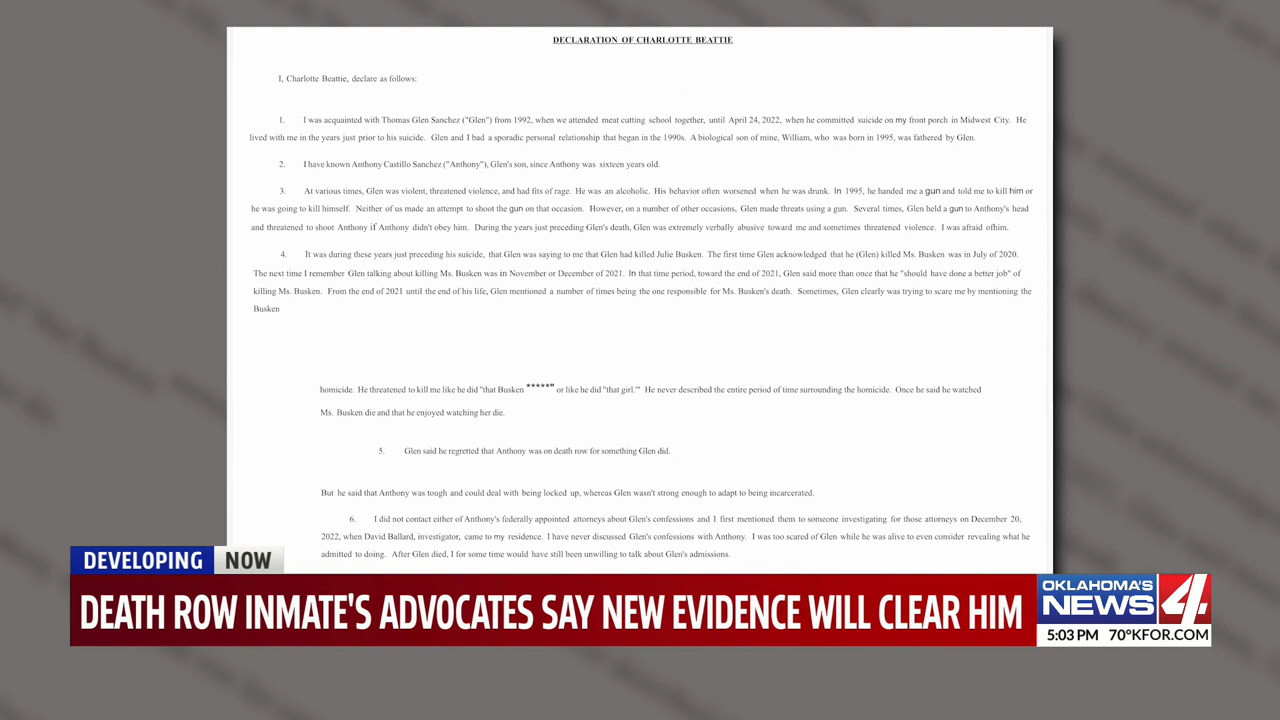 DECLARATION OF CHARLOTTE BEATTIE
I, Charlotte Beattie, declare as follows:
1. I was acquainted with Thomas Glen Sanchez ("Glen") from 1992, when we attended meat cutting school together, until April 24, 2022, when he committed suicide on my front porch in Midwest City. He
lived with me in the years just prior to his suicide. Glen and I bad a sporadic personal relationship that began in the 1990s. A biological son of mine, William, who was born in 1995, was fathered by Glen.
2. I have known Anthony Castillo Sanchez ("Anthony"), Glen's son, since Anthony was sixteen years old.
3. At various times, Glen was violent, threatened violence, and had fits of rage. He was an alcoholic. His behavior often worsened when he was drunk. In 1995, he handed me a gun and told me to kill him or
he was going to kill himself. Neither of us made an attempt to shoot the gun on that occasion. However, on a number of other occasions, Glen made threats using a gun. Several times, Glen held a gun to Anthony's head
and threatened to shoot Anthony if Anthony didn't obey him. During the years just preceding Glen's death, Glen was extremely verbally abusive toward me and sometimes threatened violence. I was afraid ofhim.
4. It was during these years just preceding his suicide, that Glen was saying to me that Glen had killed Julie Busken. The first time Glen acknowledged that he (Glen) killed Ms. Busken was in July of 2020.
The next time I remember Glen talking about killing Ms. Busken was in November or December of 2021. In that time period, toward the end of 2021, Glen said more than once that he "should have done a better job" of
killing Ms. Busken. From the end of 2021 until the end of his life, Glen mentioned a number of times being the one responsible for Ms. Busken's death. Sometimes, Glen clearly was trying to scare me by mentioning the
Busken
homicide. He threatened to kill me like he did "that Busken *****" or like he did "that girl.'" He never described the entire period of time surrounding the homicide. Once he said he watched
Ms. Busken die and that he enjoyed watching her die.
5. Glen said he regretted that Anthony was on death row for something Glen did.
But he said that Anthony was tough and could deal with being locked up, whereas Glen wasn't strong enough to adapt to being incarcerated.
6. I did not contact either of Anthony's federally appointed attorneys about Glen's confessions and I first mentioned them to someone investigating for those attorneys on December 20,
2022, when David Ballard, investigator, came to my residence. I have never discussed Glen's confessions with Anthony. I was too scared of Glen while he was alive to even consider revealing what he
admitted to doing. After Glen died, I for some time would have still been unwilling to talk about Glen's admissions.
DEVELOPING NOW
DEATH ROW INMATE'S ADVOCATES SAY NEW EVIDENCE WILL CLEAR HIM
OKLAHOMA'S
NEWS 4
5:03 PM 70° KFOR.COM